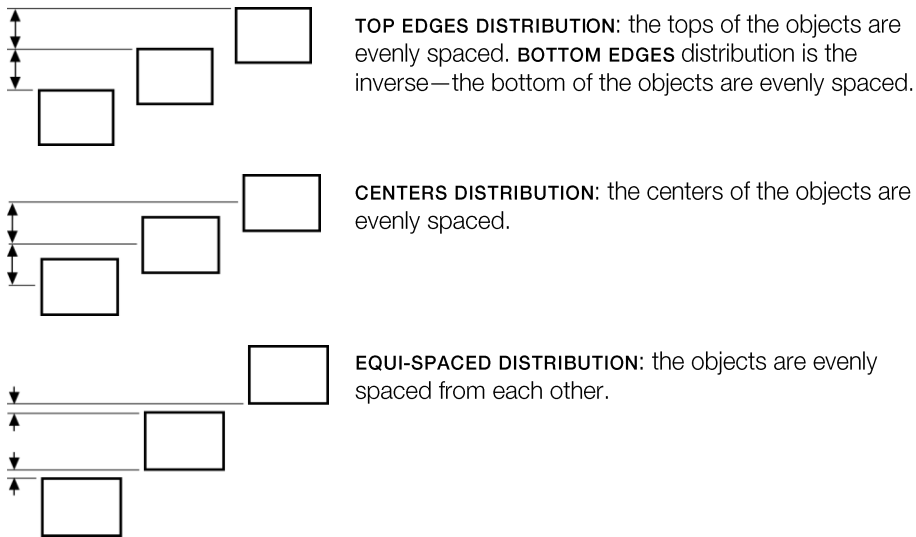 TOP EDGES DISTRIBUTION: the tops of the objects are
evenly spaced. BOTTOM EDGES distribution is the
inverse—the bottom of the objects are evenly spaced.
CENTERS DISTRIBUTION: the centers of the objects are
evenly spaced.
EQUI-SPACED DISTRIBUTION: the objects are evenly
spaced from each other.